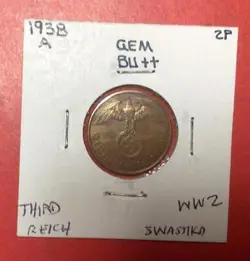 1938
A
GEM
BU++
2P
THIRD
REICH
WW2
SWASTIKA